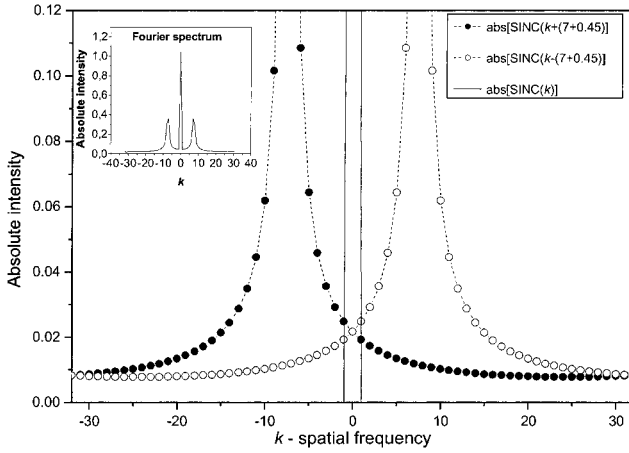 0.12
0.10
0.08
0.06
0.04
0.02
0.00
Absolute intensity
-30
-20
-10
0
10
20
30
k - spatial frequency
Fourier spectrum
1,2
1,0
0,8
0,6
0,4
0,2
0,0
Absolute intensity
-40-30-20-10 0 10 20 30 40
k
abs[SINC(k+(7+0.45)]
abs[SINC(k-(7+0.45)]
abs[SINC(k)]